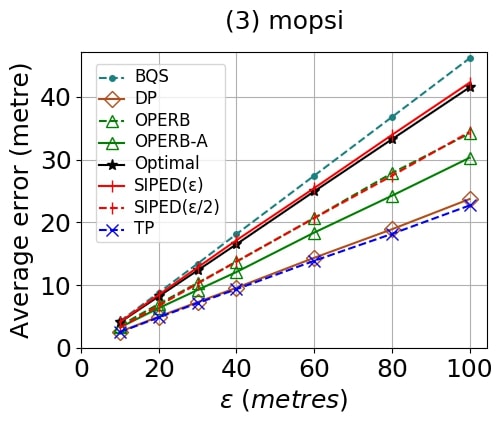 (3) mopsi
Average error (metre)
40
30
20
10
0
BQS
DP
OPERB
OPERB-A
Optimal
SIPED(ε)
SIPED(ε/2)
TP
0 20 40 60 80 100
ε (metres)